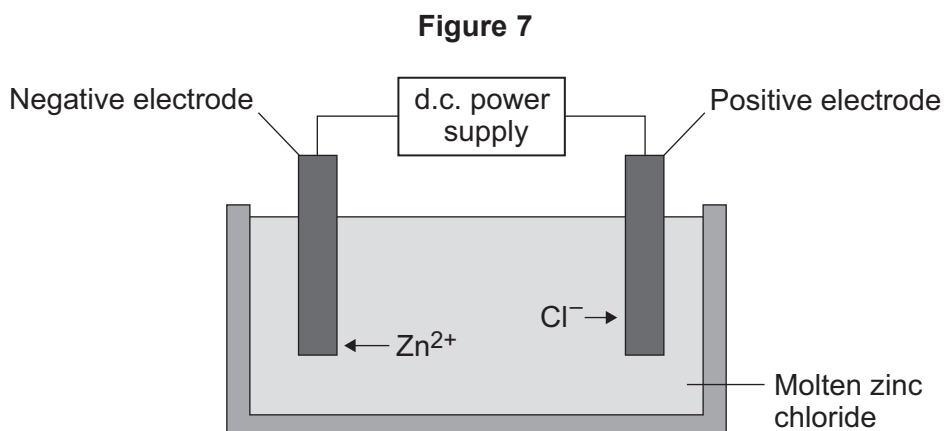 Figure 7
Negative electrode
d.c. power
supply
Positive electrode
Cl⁻
Zn²⁺
Molten zinc
chloride